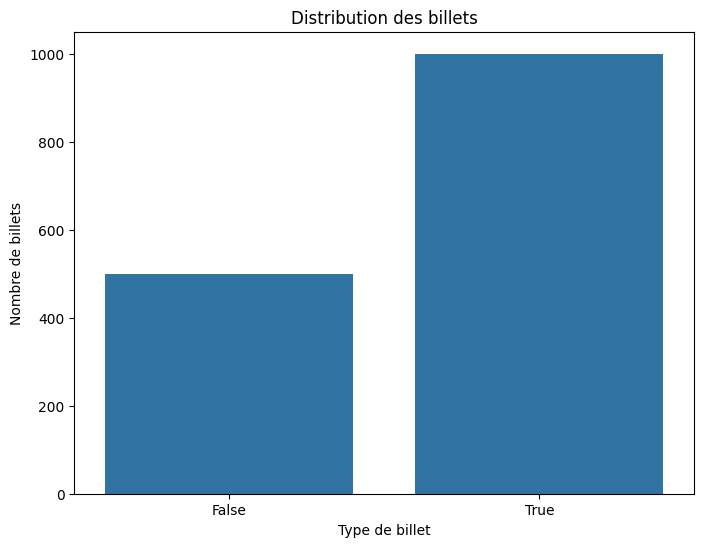 Distribution des billets
1000
800
600
400
200
0
Nombre de billets
False True
Type de billet